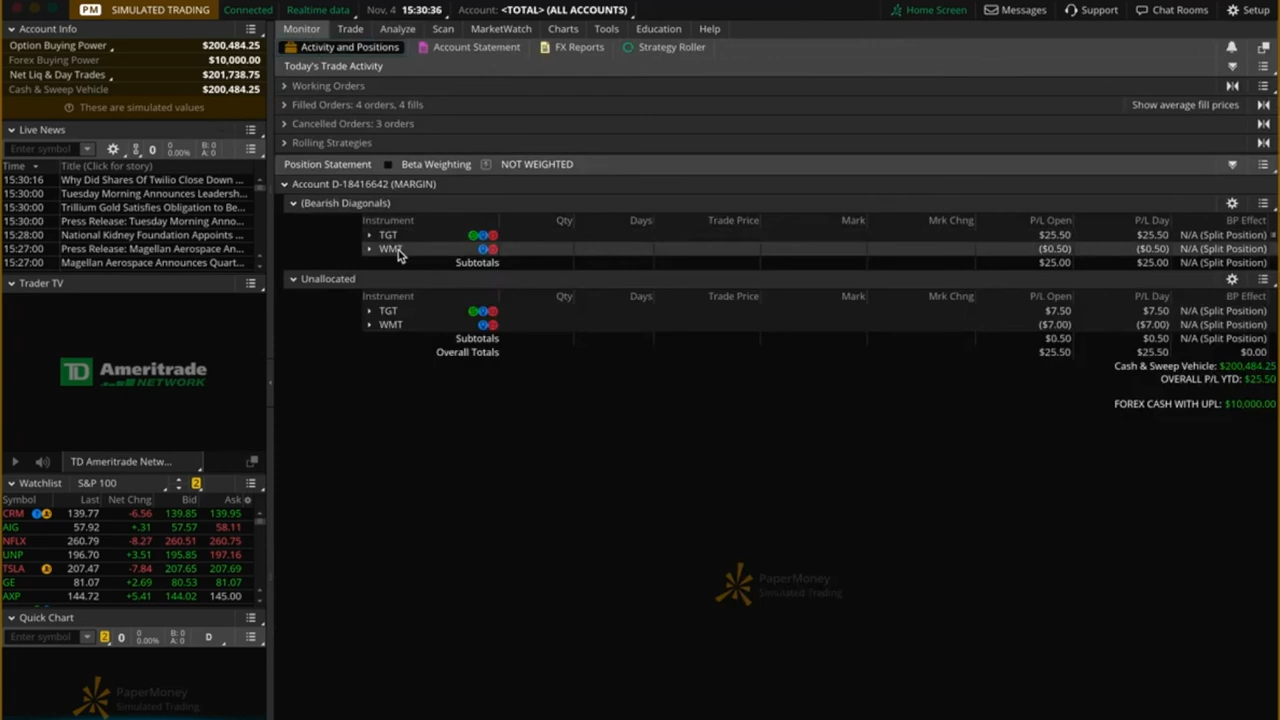 PM SIMULATED TRADING Connected Realtime data Nov, 4 15:30:36 Account: <TOTAL> (ALL ACCOUNTS) Home Screen Messages Support Chat Rooms Setup
Account Info
Option Buying Power $200,484.25
Forex Buying Power $10,000.00
Net Liq & Day Trades $201,738.75
Cash & Sweep Vehicle $200,484.25
These are simulated values
Live News
Enter symbol 0 0 0.00% B: 0 A: 0
Time Title (Click for story)
15:30:16 Why Did Shares Of Twilio Close Down ...
15:30:00 Tuesday Morning Announces Leadersh...
15:30:00 Trillium Gold Satisfies Obligation to Be...
15:30:00 Press Release: Tuesday Morning Anno...
15:28:00 National Kidney Foundation Appoints ...
15:27:00 Press Release: Magellan Aerospace An...
15:27:00 Magellan Aerospace Announces Quart...
Trader TV
TD Ameritrade
NETWORK
TD Ameritrade Netw...
Watchlist S&P 100 2
Symbol Last Net Chng Bid Ask
CRM 139.77 -6.56 139.85 139.95
AIG 57.92 +.31 57.57 58.11
NFLX 260.79 -8.27 260.51 260.75
UNP 196.70 +3.51 195.85 197.16
TSLA 207.47 -7.84 207.65 207.69
GE 81.07 +2.69 80.53 81.07
AXP 144.72 +5.41 144.02 145.00
Quick Chart
Enter symbol 2 0 0 0.00% B: 0 A: 0 D
PaperMoney
Simulated Trading
Monitor Trade Analyze Scan MarketWatch Charts Tools Education Help
Activity and Positions Account Statement FX Reports Strategy Roller
Today's Trade Activity
Working Orders
Filled Orders: 4 orders, 4 fills Show average fill prices
Cancelled Orders: 3 orders
Rolling Strategies
Position Statement Beta Weighting NOT WEIGHTED
Account D-18416642 (MARGIN)
(Bearish Diagonals)
Instrument Qty Days Trade Price Mark Mrk Chng P/L Open P/L Day BP Effect
TGT $25.50 $25.50 N/A (Split Position)
WMT ($0.50) ($0.50) N/A (Split Position)
Subtotals $25.00 $25.00 N/A (Split Position)
Unallocated
Instrument Qty Days Trade Price Mark Mrk Chng P/L Open P/L Day BP Effect
TGT $7.50 $7.50 N/A (Split Position)
WMT ($7.00) ($7.00) N/A (Split Position)
Subtotals $0.50 $0.50 N/A (Split Position)
Overall Totals $25.50 $25.50 $0.00
Cash & Sweep Vehicle: $200,484.25
OVERALL P/L YTD: $25.50
FOREX CASH WITH UPL: $10,000.00
PaperMoney
Simulated Trading